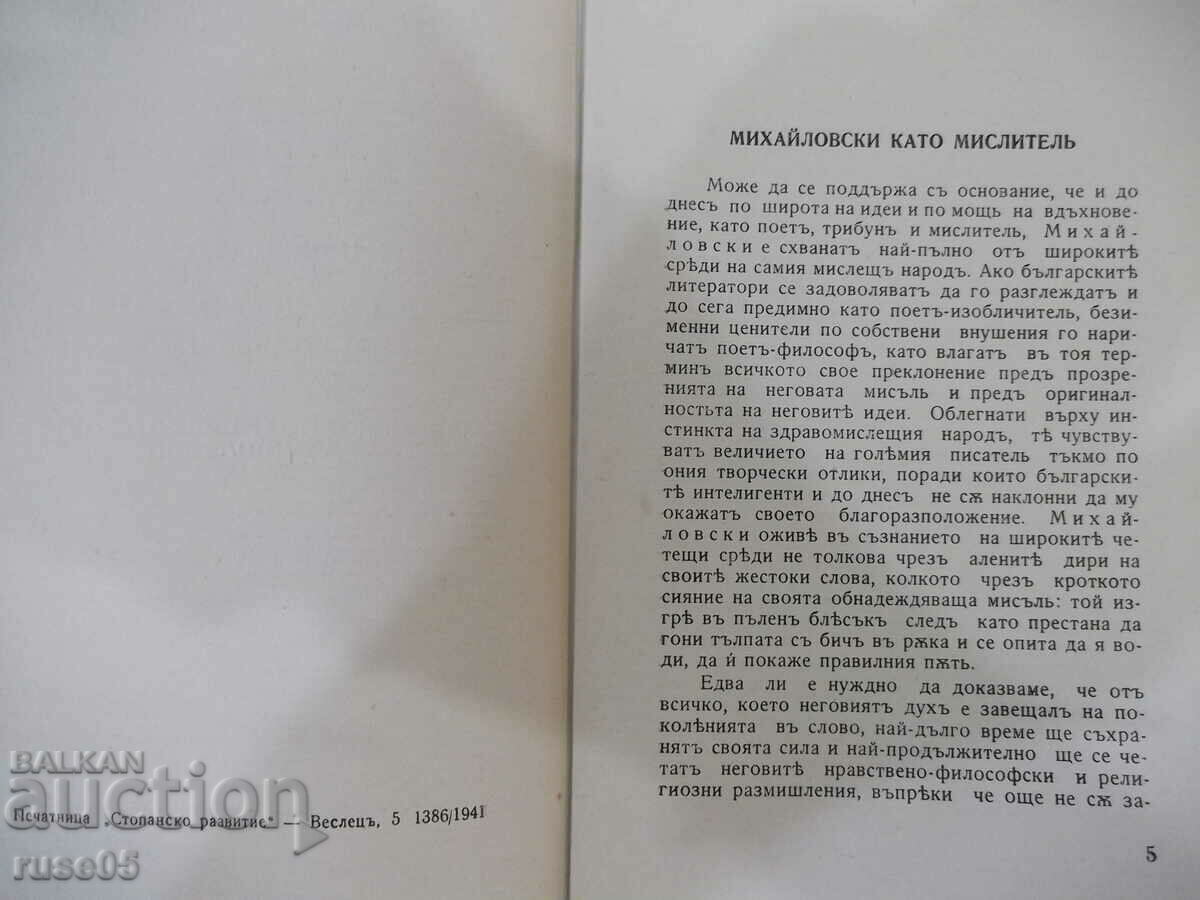 Печатница „Стопанско раавитие“ — Веслецъ, 5 1386/1941
BALKAN
auction
ruse05
МИХАЙЛОВСКИ КАТО МИСЛИТЕЛЬ
Може да се поддържа съ основание, че и до
днесъ по широта на идеи и по мощь на вдъхнове-
ние, като поетъ, трибунъ и мислитель, Михай-
ловски е схванатъ най-пълно отъ широкитѣ
срѣди на самия мислещъ народъ. Ако българскитѣ
литератори се задоволяватъ да го разглеждатъ и
до сега предимно като поетъ-изобличитель, бези-
менни ценители по собствени внушения го нари-
чатъ поетъ-философъ, като влагатъ въ тоя тер-
минъ всичкото свое преклонение предъ прозре-
нията на неговата мисъль и предъ оригинал-
ностьта на неговитѣ идеи. Облегнати върху ин-
стинкта на здравомислещия народъ, тѣ чувству-
ватъ величието на голѣмия писатель тъкмо по
ония творчески отлики, поради които български-
тѣ интелигенти и до днесъ не сѫ наклонни да му
окажатъ своето благоразположение. Михай-
ловски оживѣ въ съзнанието на широкитѣ че-
тещи срѣди не толкова чрезъ аленитѣ дири на
своитѣ жестоки слова, колкото чрезъ кроткото
сияние на своята обнадеждяваща мисъль: той из-
грѣ въ пъленъ блѣсъкъ следъ като престана да
гони тълпата съ бичъ въ рѫка и се опита да я во-
ди, да ѝ покаже правилния пѫть.
Едва ли е нуждно да доказваме, че отъ
всичко, което неговиятъ духъ е завещалъ на по-
колѣнията въ слово, най-дълго време ще съхра-
нятъ своята сила и най-продължително ще се че-
татъ неговитѣ нравствено-философски и рели-
гиозни размишления, въпрѣки че още не сѫ за-
5